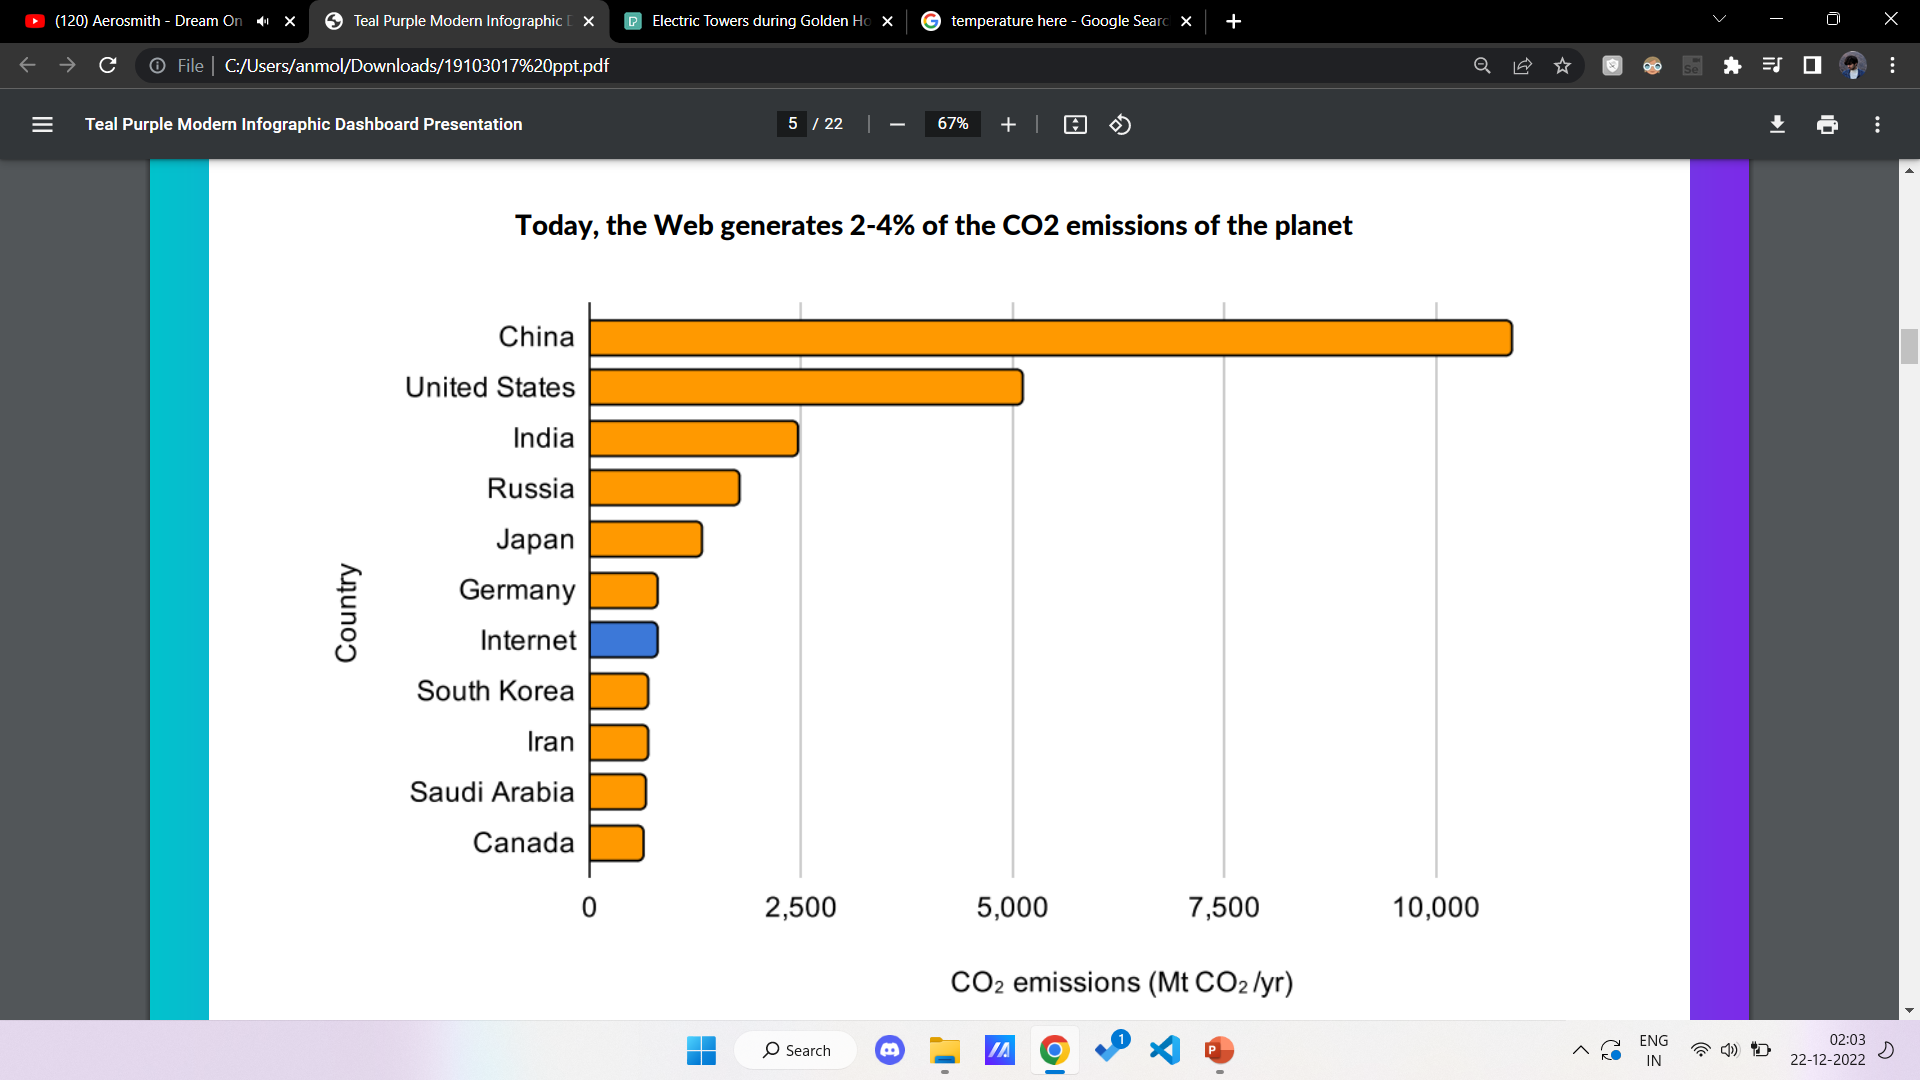 (120) Aerosmith - Dream On
Teal Purple Modern Infographic D
Electric Towers during Golden Ho
temperature here - Google Searc
File | C:/Users/anmol/Downloads/19103017%20ppt.pdf
Teal Purple Modern Infographic Dashboard Presentation
5 / 22
67%
Today, the Web generates 2-4% of the CO2 emissions of the planet
Country
China
United States
India
Russia
Japan
Germany
Internet
South Korea
Iran
Saudi Arabia
Canada
0 2,500 5,000 7,500 10,000
CO₂ emissions (Mt CO₂ /yr)
Search
1
ENG
IN
02:03
22-12-2022